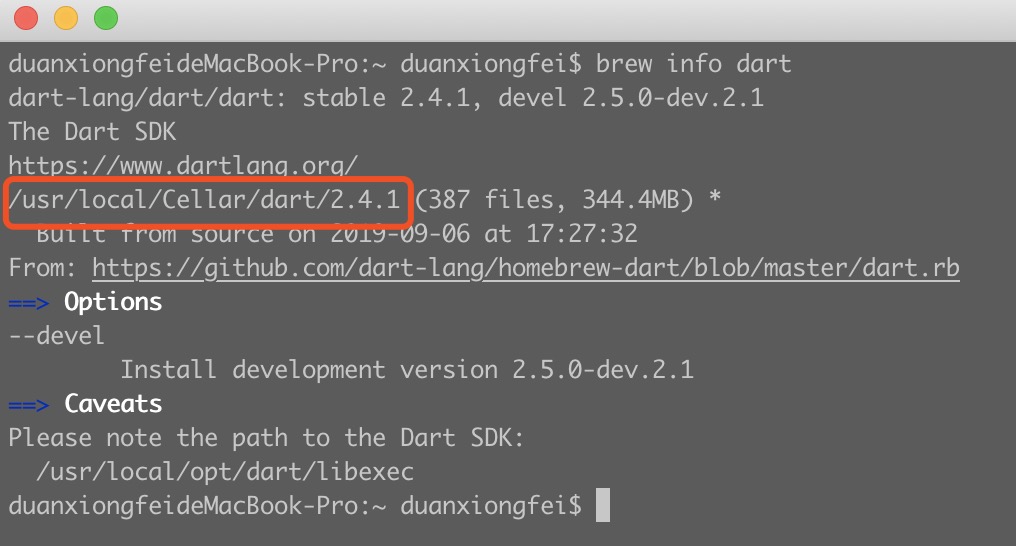 duanxiongfeideMacBook-Pro:~ duanxiongfei$ brew info dart
dart-lang/dart/dart: stable 2.4.1, devel 2.5.0-dev.2.1
The Dart SDK
https://www.dartlang.org/
/usr/local/Cellar/dart/2.4.1 (387 files, 344.4MB) *
  Built from source on 2019-09-06 at 17:27:32
From: https://github.com/dart-lang/homebrew-dart/blob/master/dart.rb
==> Options
--devel
        Install development version 2.5.0-dev.2.1
==> Caveats
Please note the path to the Dart SDK:
  /usr/local/opt/dart/libexec
duanxiongfeideMacBook-Pro:~ duanxiongfei$